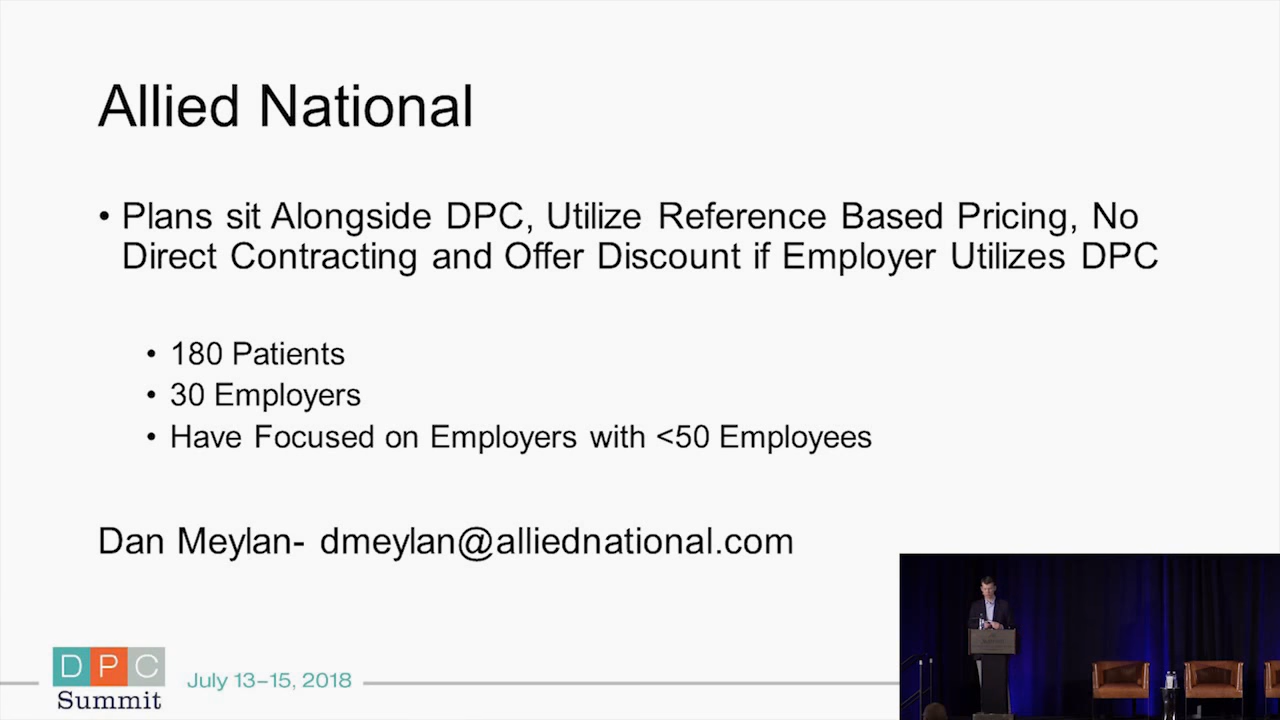 Allied National
• Plans sit Alongside DPC, Utilize Reference Based Pricing, No
Direct Contracting and Offer Discount if Employer Utilizes DPC
• 180 Patients
• 30 Employers
• Have Focused on Employers with <50 Employees
Dan Meylan- dmeylan@alliednational.com
DPC
Summit
July 13–15, 2018